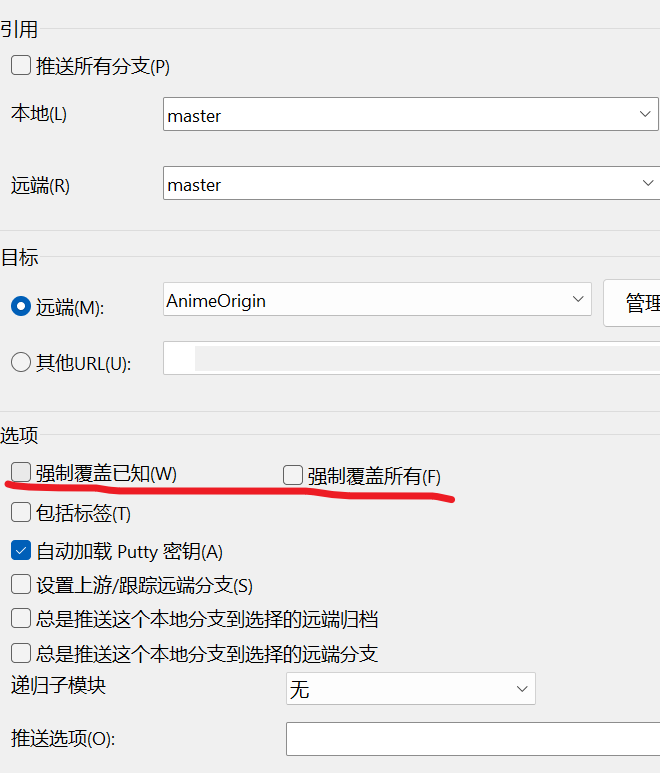 引用
推送所有分支(P)
本地(L) master
远端(R) master
目标
远端(M): AnimeOrigin 管理
其他URL(U):
选项
强制覆盖已知(W) 强制覆盖所有(F)
包括标签(T)
自动加载 Putty 密钥(A)
设置上游/跟踪远端分支(S)
总是推送这个本地分支到选择的远端归档
总是推送这个本地分支到选择的远端分支
递归子模块 无
推送选项(O):